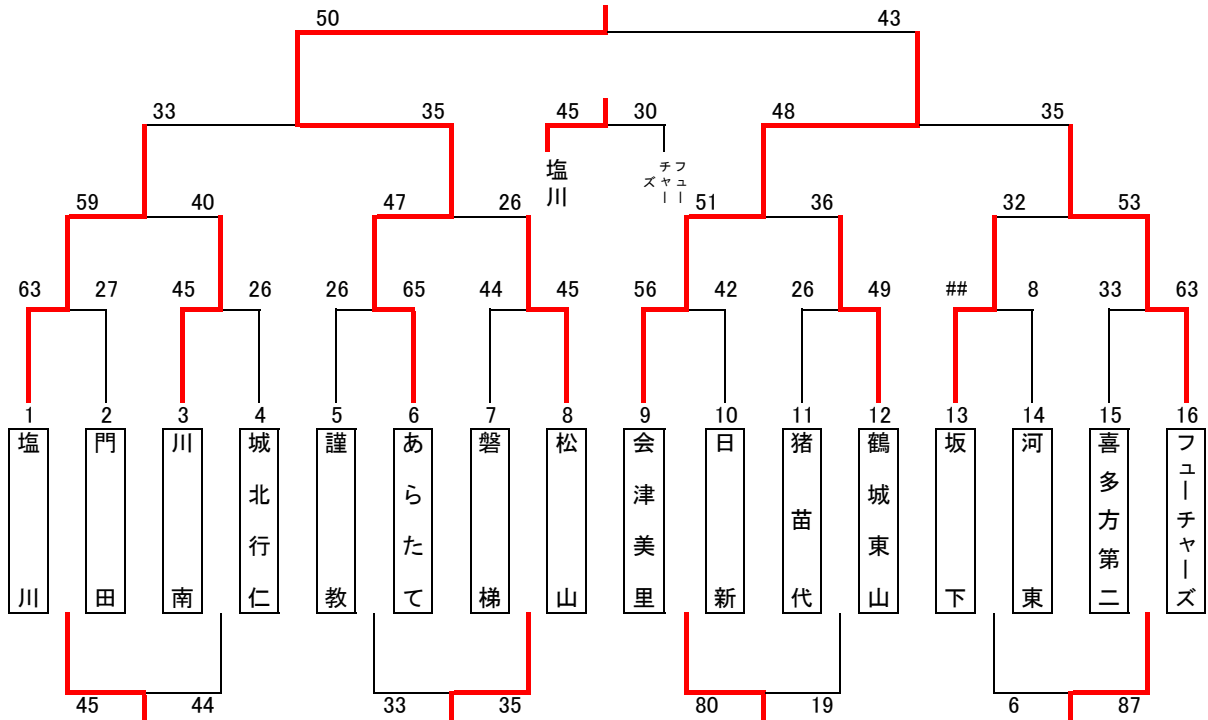 50 43
33 35 45 30 48 35
塩川
フューチャーズ
59 40 47 26 51 36 32 53
63 27 45 26 26 65 44 45 56 42 26 49 ## 8 33 63
1 2 3 4 5 6 7 8 9 10 11 12 13 14 15 16
塩川
門田
川南
城北行仁
謹教
あらたて
磐梯
松山
会津美里
日新
猪苗代
鶴城東山
坂下
河東
喜多方第二
フューチャーズ
45 44 33 35 80 19 6 87